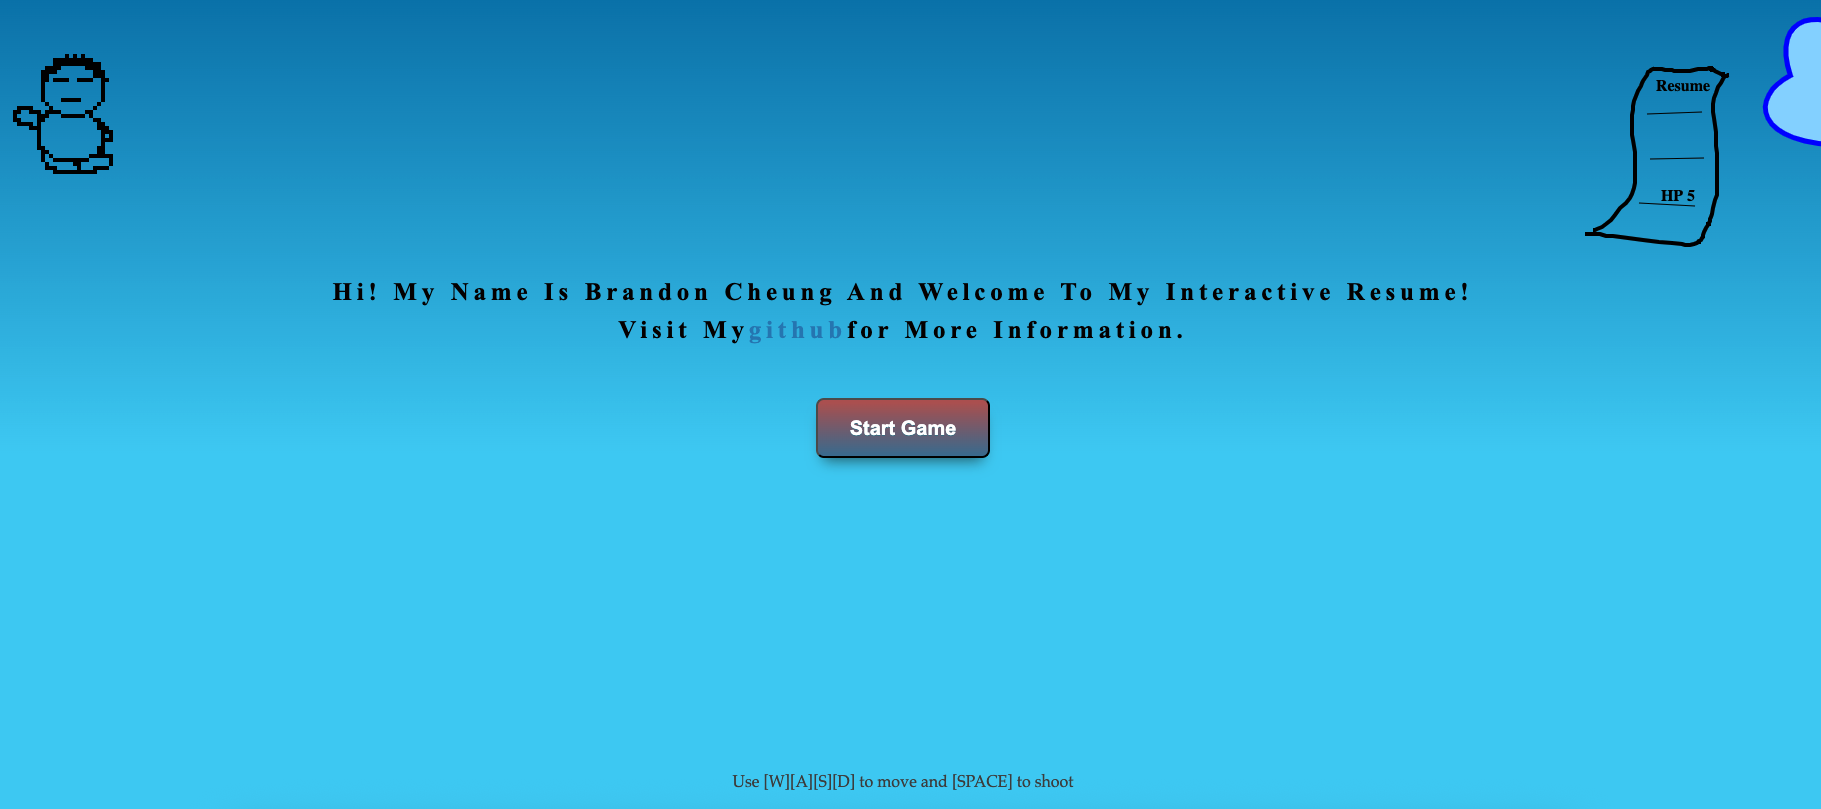 Resume
HP 5
Hi! My Name Is Brandon Cheung And Welcome To My Interactive Resume!
Visit Mygithubfor More Information.
Start Game
Use [W][A][S][D] to move and [SPACE] to shoot